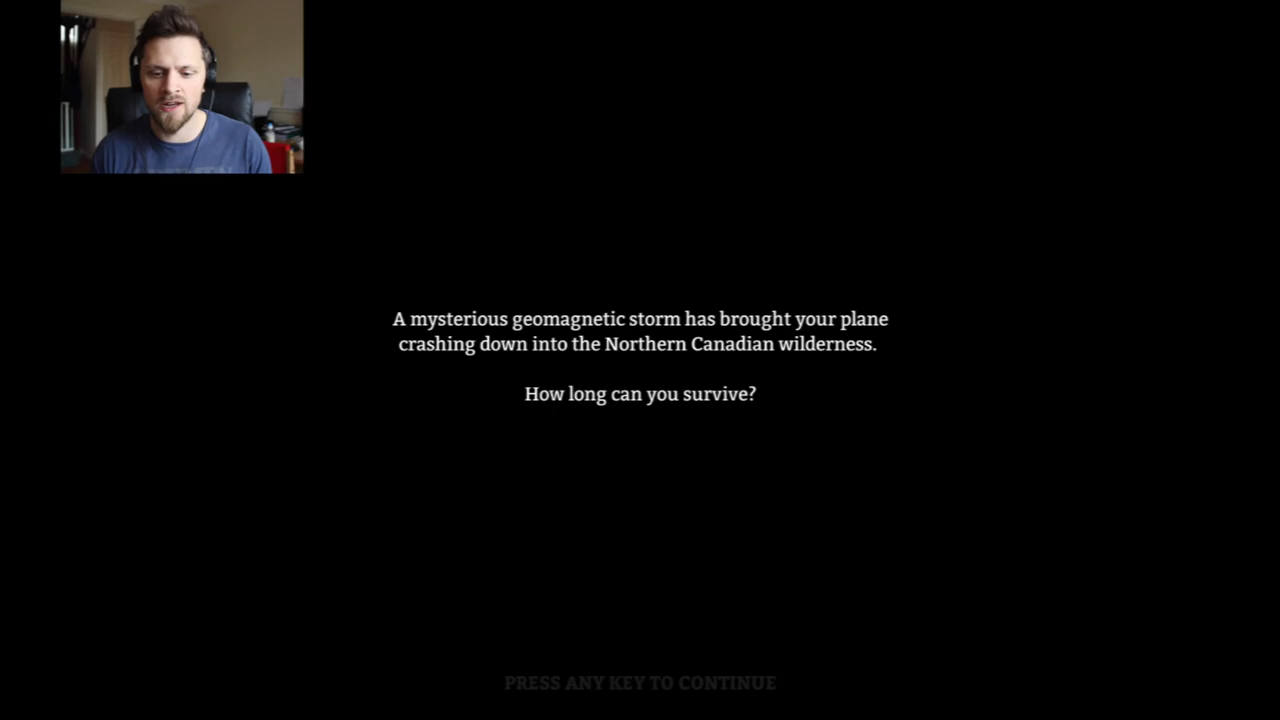 A mysterious geomagnetic storm has brought your plane
crashing down into the Northern Canadian wilderness.
How long can you survive?
PRESS ANY KEY TO CONTINUE